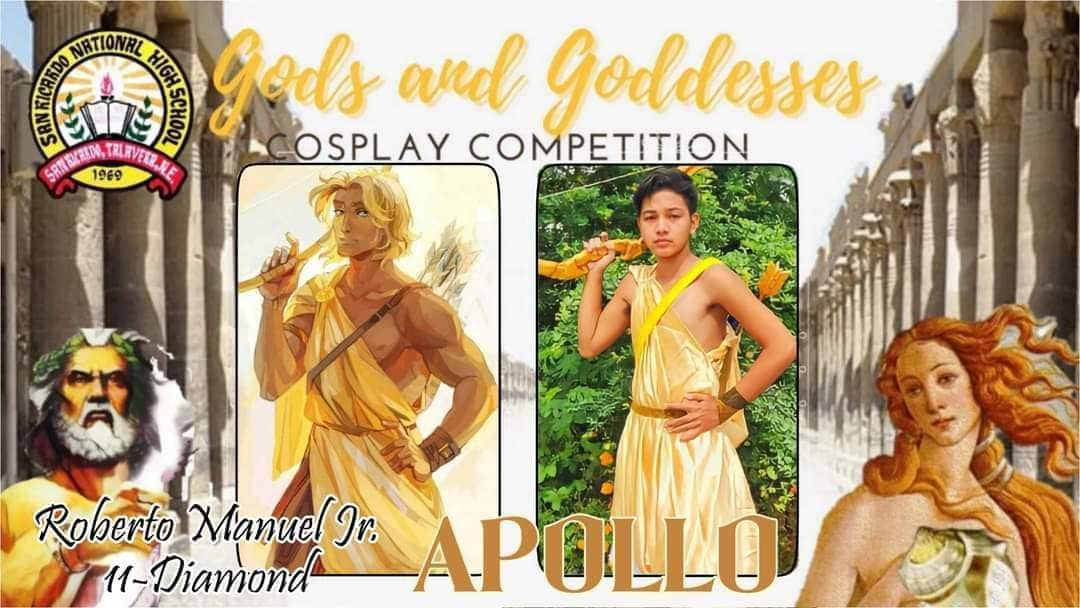 SAN RICARDO NATIONAL HIGH SCHOOL
SAN RICARDO, TALAVERA, N.E.
1969
Gods and Goddesses
COSPLAY COMPETITION
Roberto Manuel Jr.
11-Diamond
APOLLO